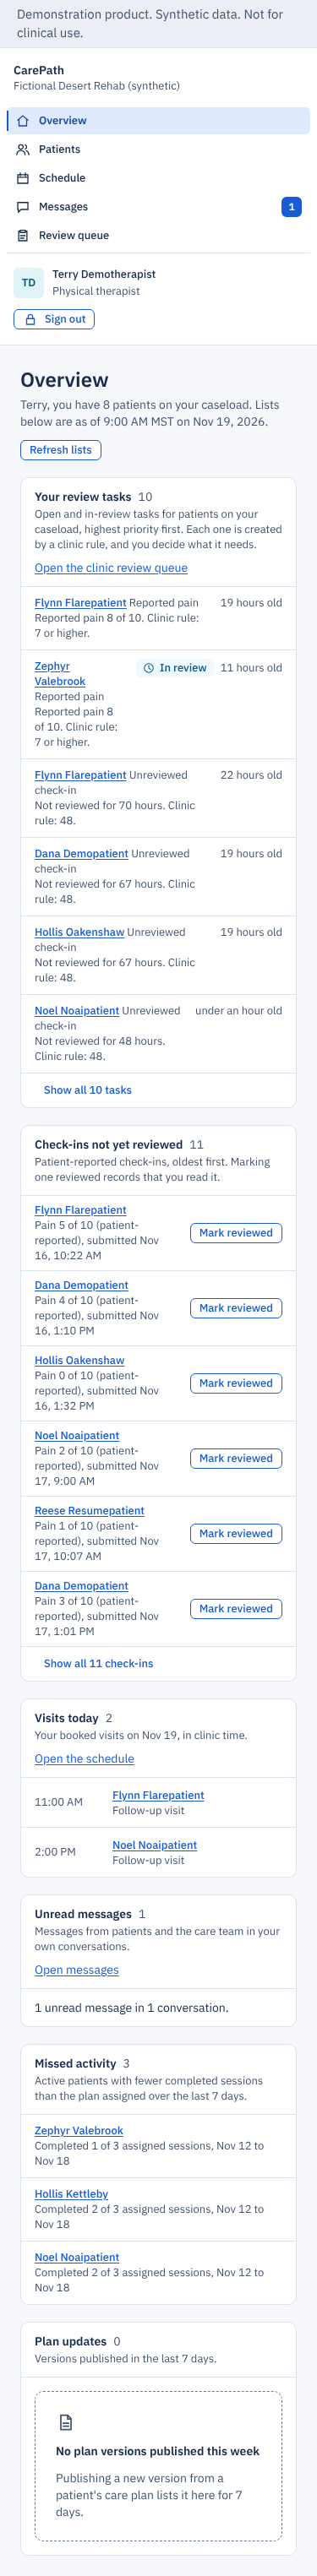 Demonstration product. Synthetic data. Not for
clinical use.
CarePath
Fictional Desert Rehab (synthetic)
Overview
Patients
Schedule
Messages 1
Review queue
TD
Terry Demotherapist
Physical therapist
Sign out
Overview
Terry, you have 8 patients on your caseload. Lists
below are as of 9:00 AM MST on Nov 19, 2026.
Refresh lists
Your review tasks 10
Open and in-review tasks for patients on your
caseload, highest priority first. Each one is created
by a clinic rule, and you decide what it needs.
Open the clinic review queue
Flynn Flarepatient Reported pain 19 hours old
Reported pain 8 of 10. Clinic rule:
7 or higher.
Zephyr In review 11 hours old
Valebrook
Reported pain
Reported pain 8
of 10. Clinic rule:
7 or higher.
Flynn Flarepatient Unreviewed 22 hours old
check-in
Not reviewed for 70 hours. Clinic
rule: 48.
Dana Demopatient Unreviewed 19 hours old
check-in
Not reviewed for 67 hours. Clinic
rule: 48.
Hollis Oakenshaw Unreviewed 19 hours old
check-in
Not reviewed for 67 hours. Clinic
rule: 48.
Noel Noaipatient Unreviewed under an hour old
check-in
Not reviewed for 48 hours.
Clinic rule: 48.
Show all 10 tasks
Check-ins not yet reviewed 11
Patient-reported check-ins, oldest first. Marking
one reviewed records that you read it.
Flynn Flarepatient
Pain 5 of 10 (patient-
reported), submitted Nov
16, 10:22 AM
Mark reviewed
Dana Demopatient
Pain 4 of 10 (patient-
reported), submitted Nov
16, 1:10 PM
Mark reviewed
Hollis Oakenshaw
Pain 0 of 10 (patient-
reported), submitted Nov
16, 1:32 PM
Mark reviewed
Noel Noaipatient
Pain 2 of 10 (patient-
reported), submitted Nov
17, 9:00 AM
Mark reviewed
Reese Resumepatient
Pain 1 of 10 (patient-
reported), submitted Nov
17, 10:07 AM
Mark reviewed
Dana Demopatient
Pain 3 of 10 (patient-
reported), submitted Nov
17, 1:01 PM
Mark reviewed
Show all 11 check-ins
Visits today 2
Your booked visits on Nov 19, in clinic time.
Open the schedule
11:00 AM
Flynn Flarepatient
Follow-up visit
2:00 PM
Noel Noaipatient
Follow-up visit
Unread messages 1
Messages from patients and the care team in your
own conversations.
Open messages
1 unread message in 1 conversation.
Missed activity 3
Active patients with fewer completed sessions
than the plan assigned over the last 7 days.
Zephyr Valebrook
Completed 1 of 3 assigned sessions, Nov 12 to
Nov 18
Hollis Kettleby
Completed 2 of 3 assigned sessions, Nov 12 to
Nov 18
Noel Noaipatient
Completed 2 of 3 assigned sessions, Nov 12 to
Nov 18
Plan updates 0
Versions published in the last 7 days.
No plan versions published this week
Publishing a new version from a
patient's care plan lists it here for 7
days.